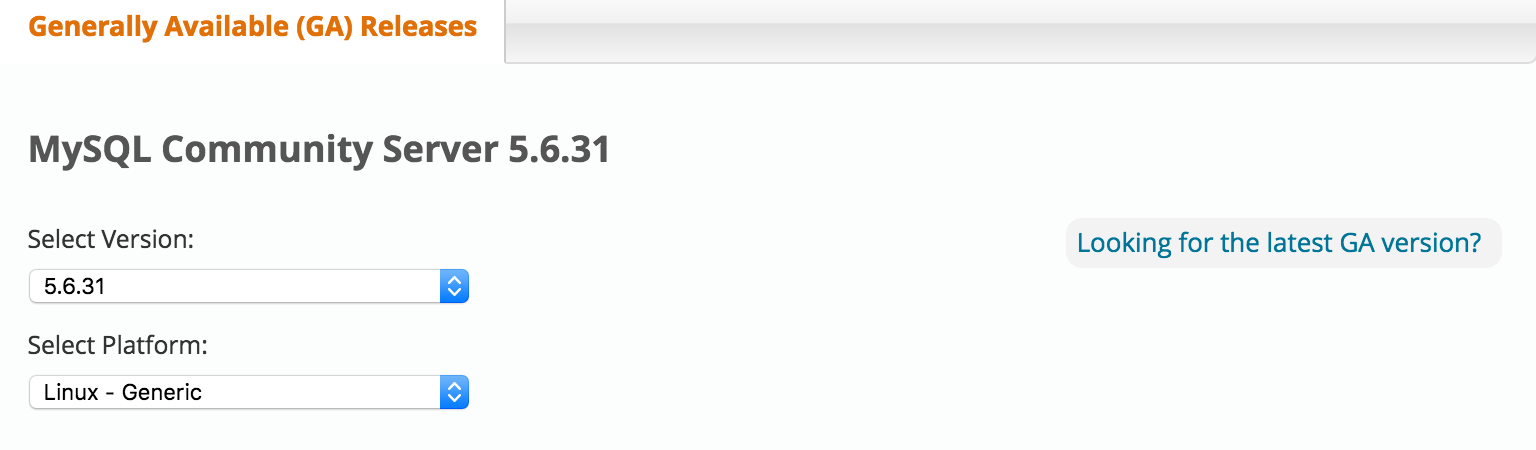 Generally Available (GA) Releases
MySQL Community Server 5.6.31
Select Version:
Looking for the latest GA version?
5.6.31
Select Platform:
Linux - Generic